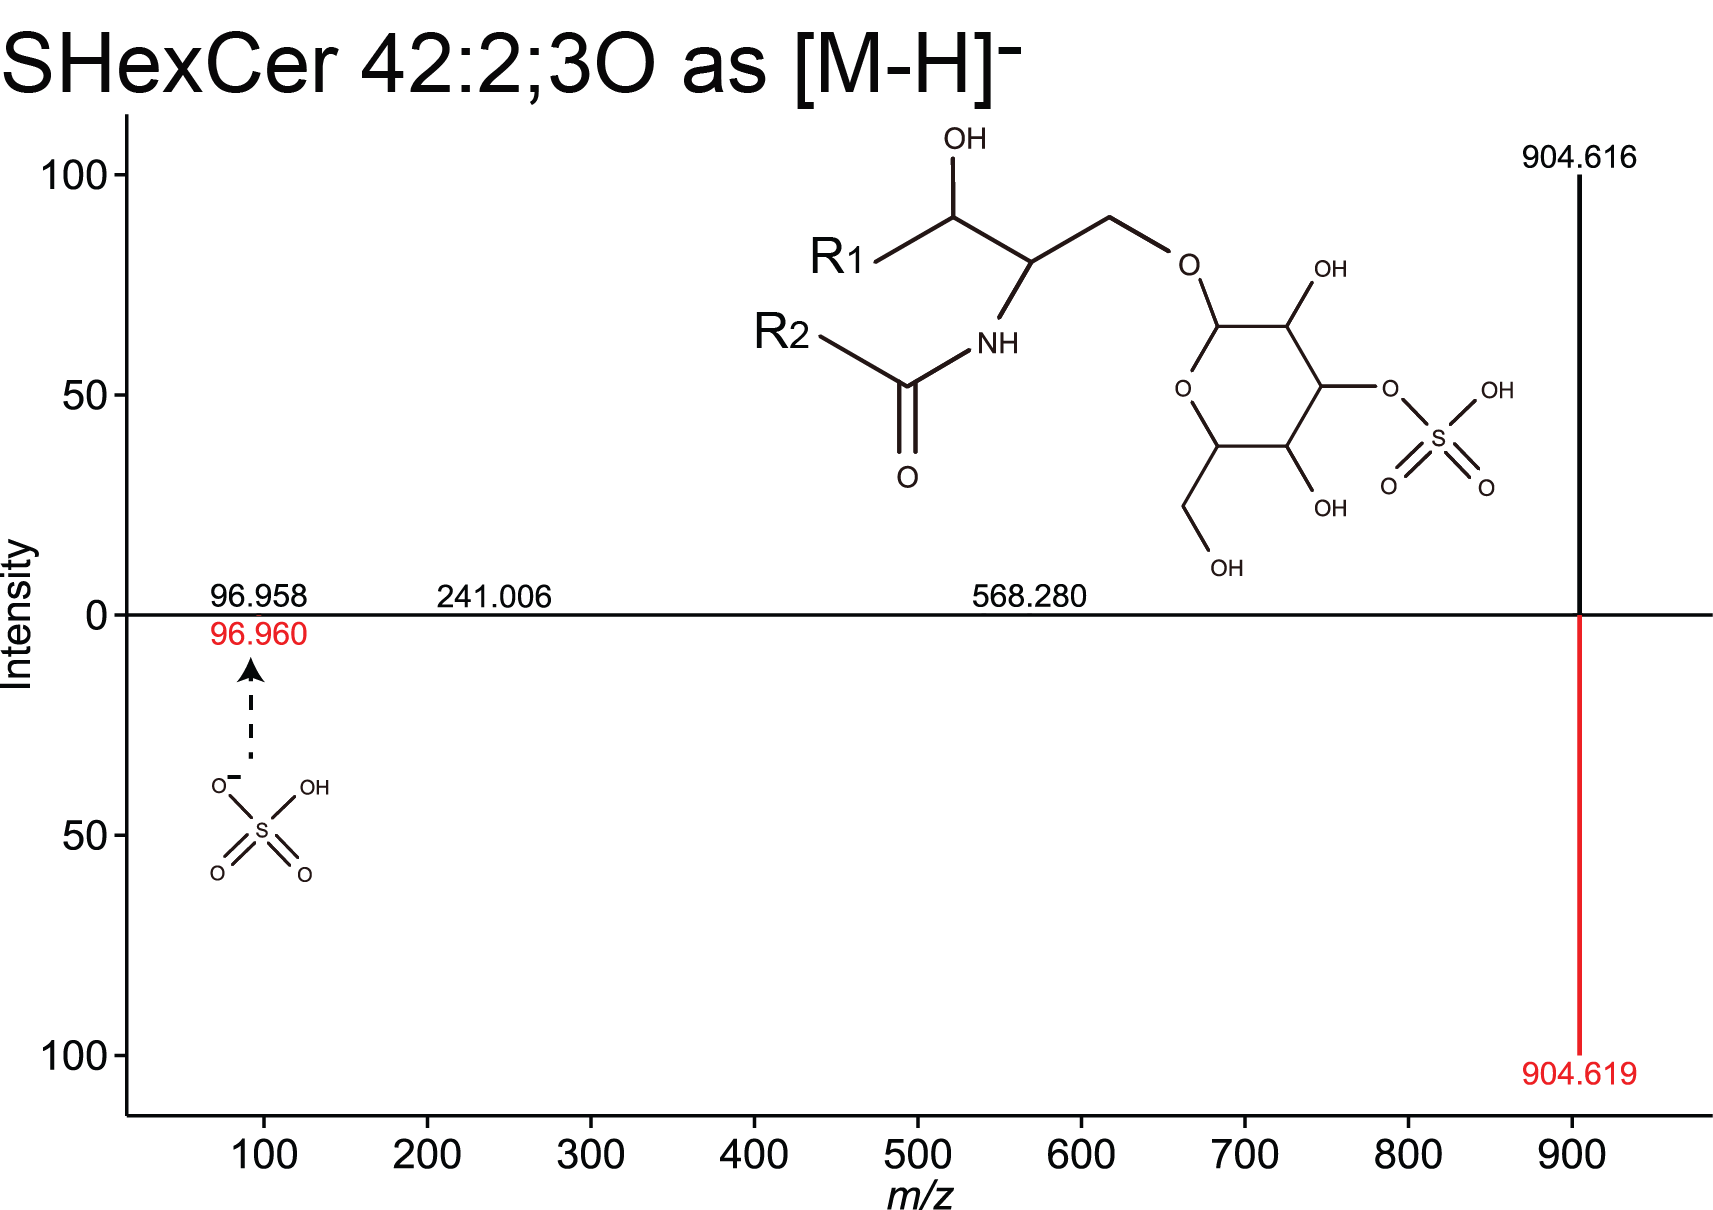 SHexCer 42:2;3O as [M-H]⁻
OH
904.616
100
R1
O
OH
R2
NH
50
O
O
OH
S
O
O
O
OH
OH
Intensity
0
96.958
241.006
568.280
96.960
O⁻
OH
50
S
O
O
100
904.619
100
200
300
400
500
600
700
800
900
m/z